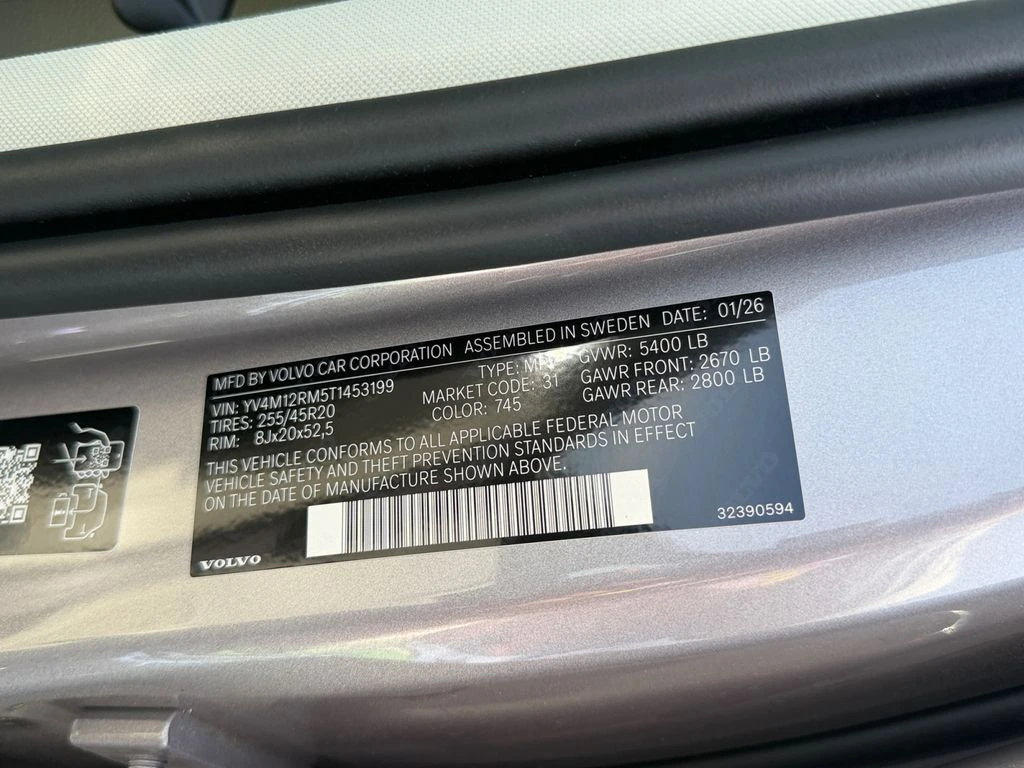 MFD BY VOLVO CAR CORPORATION ASSEMBLED IN SWEDEN DATE: 01/26
VIN: YV4M12RM5T1453199 TYPE: GVWR: 5400 LB
TIRES: 255/45R20 MARKET CODE: 31 GAWR FRONT: 2670 LB
RIM: 8Jx20x52,5 COLOR: 745 GAWR REAR: 2800 LB
THIS VEHICLE CONFORMS TO ALL APPLICABLE FEDERAL MOTOR
VEHICLE SAFETY AND THEFT PREVENTION STANDARDS IN EFFECT
ON THE DATE OF MANUFACTURE SHOWN ABOVE.
32390594
VOLVO